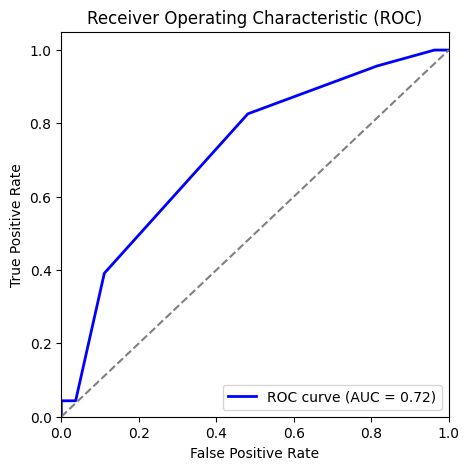 Receiver Operating Characteristic (ROC)
True Positive Rate
1.0
0.8
0.6
0.4
0.2
0.0
0.0 0.2 0.4 0.6 0.8 1.0
False Positive Rate
ROC curve (AUC = 0.72)